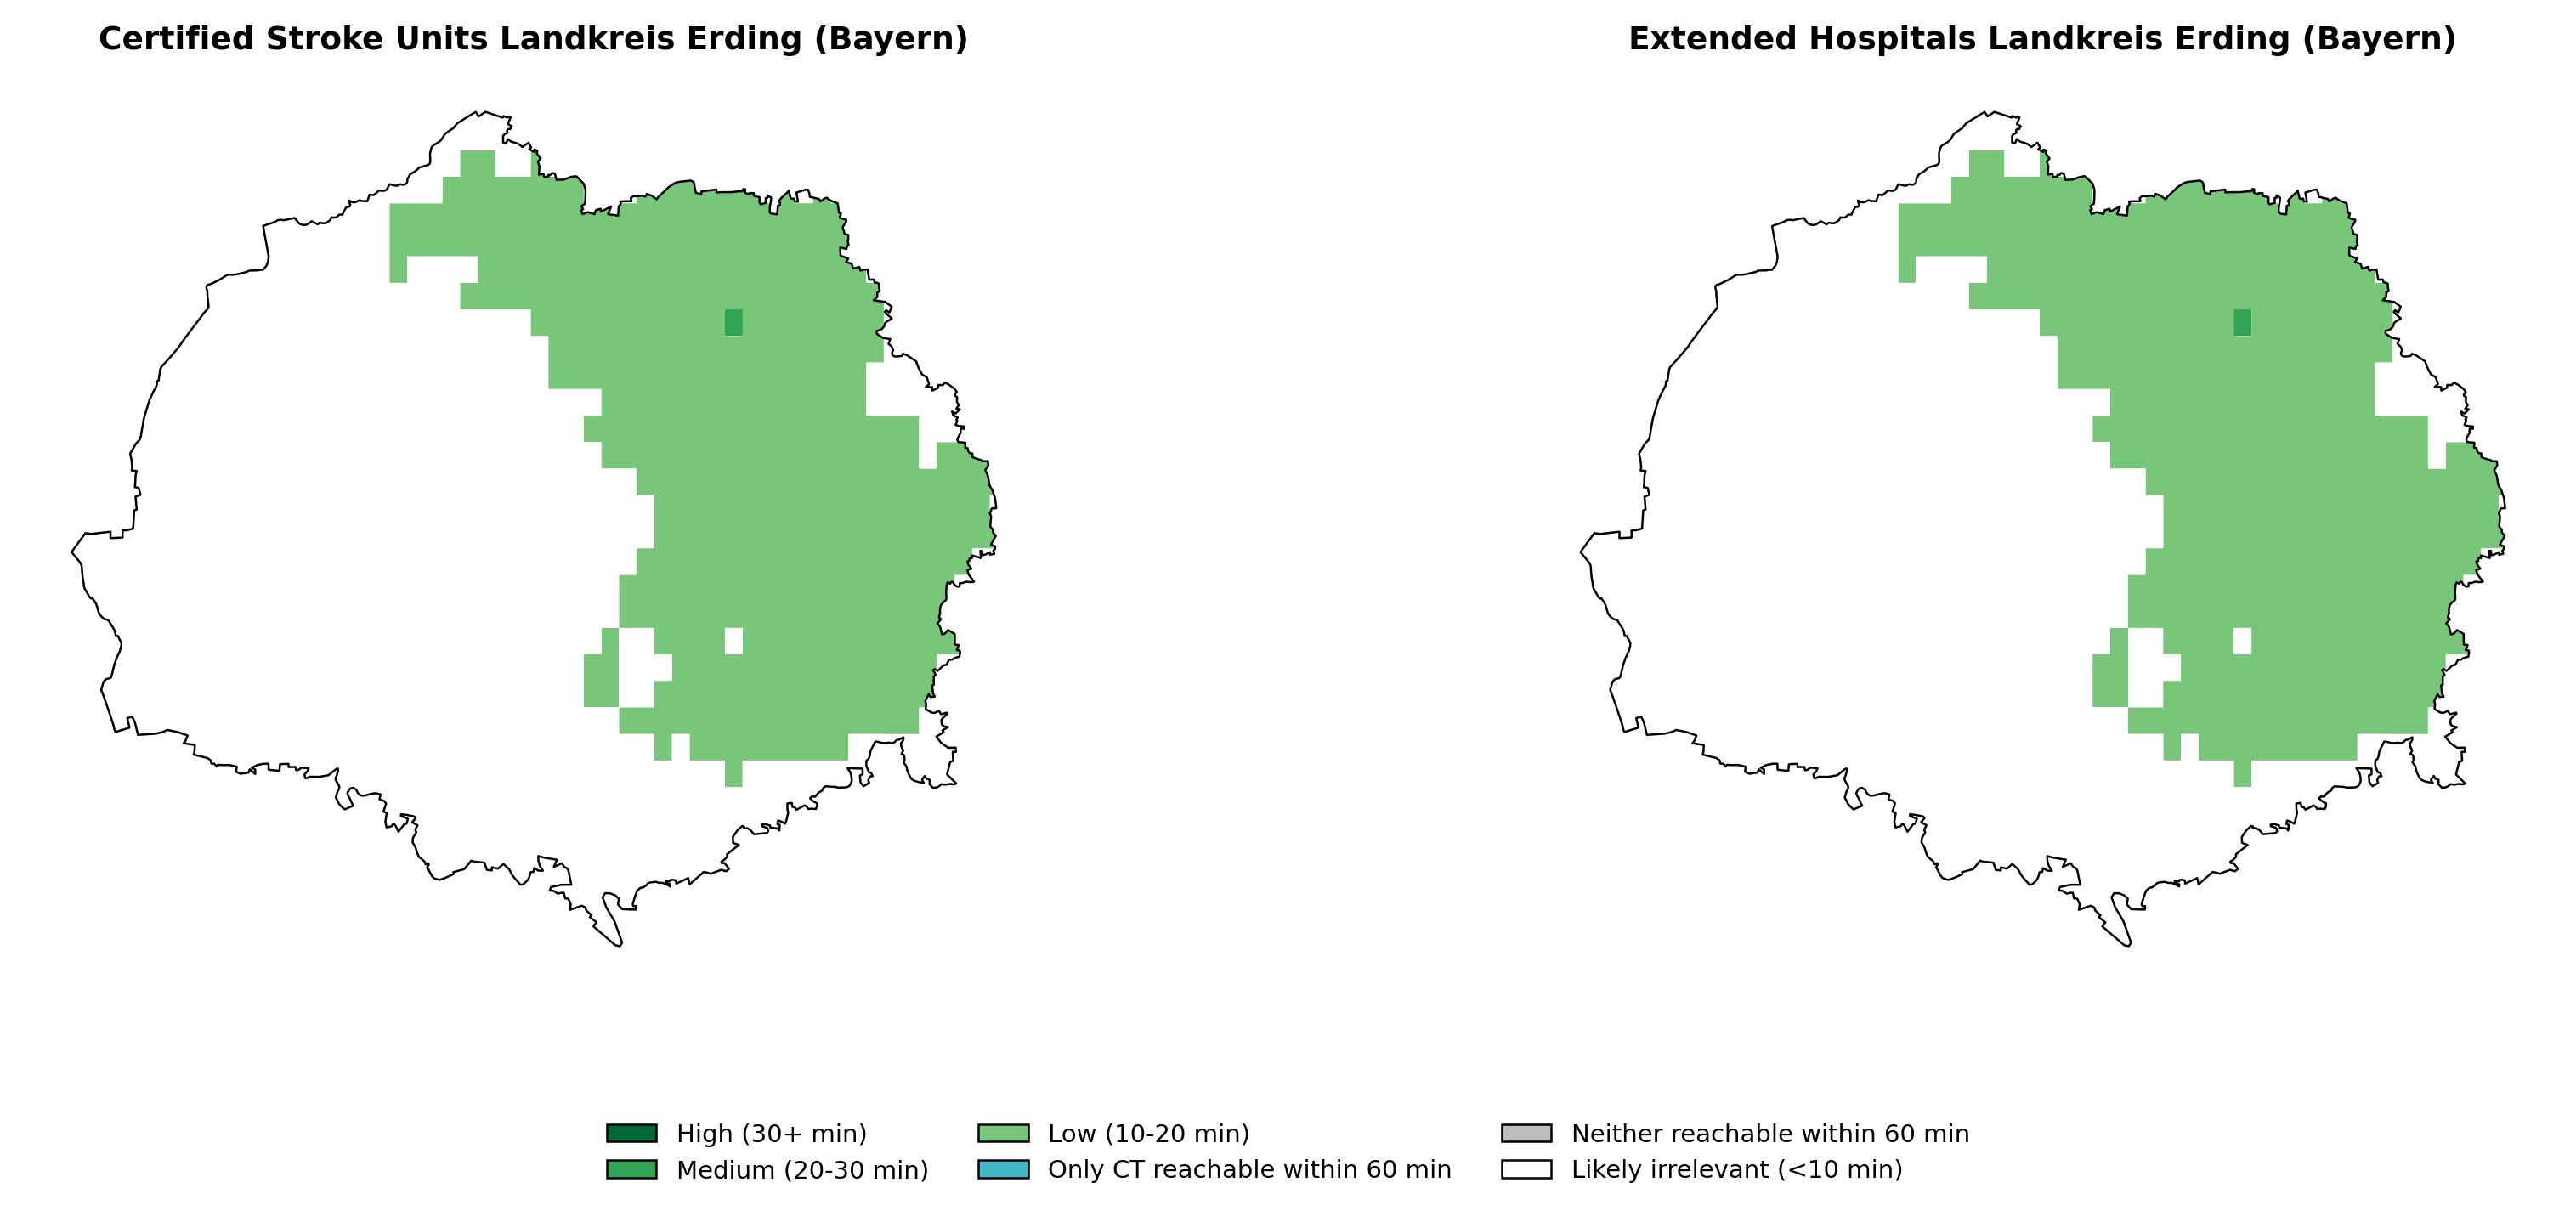 Certified Stroke Units Landkreis Erding (Bayern)
Extended Hospitals Landkreis Erding (Bayern)
High (30+ min)
Medium (20-30 min)
Low (10-20 min)
Only CT reachable within 60 min
Neither reachable within 60 min
Likely irrelevant (<10 min)